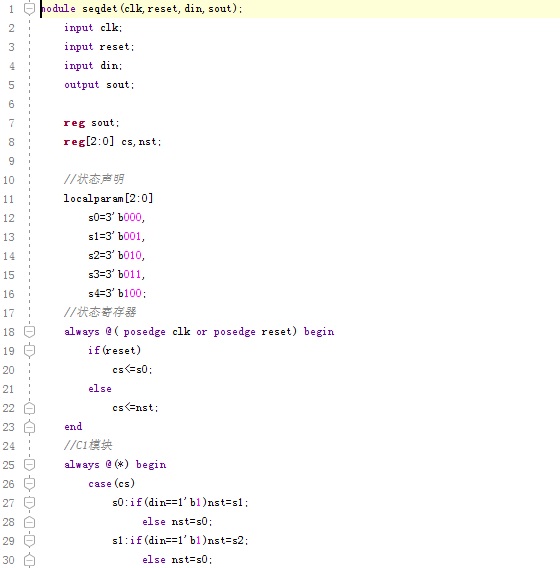 1 module seqdet(clk,reset,din,sout);
2 input clk;
3 input reset;
4 input din;
5 output sout;
6
7 reg sout;
8 reg[2:0] cs,nst;
9
10 //状态声明
11 localparam[2:0]
12 s0=3'b000,
13 s1=3'b001,
14 s2=3'b010,
15 s3=3'b011,
16 s4=3'b100;
17 //状态寄存器
18 always @( posedge clk or posedge reset) begin
19 if(reset)
20 cs<=s0;
21 else
22 cs<=nst;
23 end
24 //C1模块
25 always @(*) begin
26 case(cs)
27 s0:if(din==1'b1)nst=s1;
28 else nst=s0;
29 s1:if(din==1'b1)nst=s2;
30 else nst=s0;